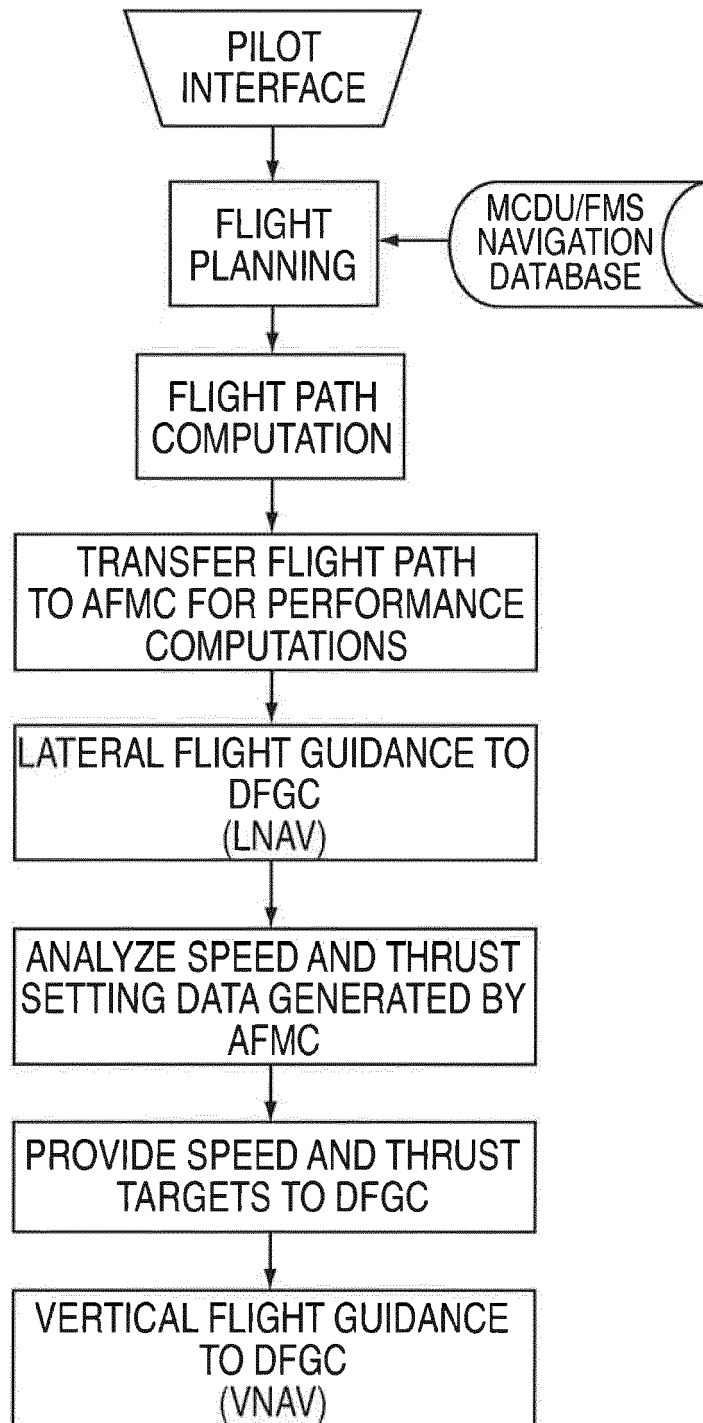 PILOT
INTERFACE
FLIGHT
PLANNING
MCDU/FMS
NAVIGATION
DATABASE
FLIGHT PATH
COMPUTATION
TRANSFER FLIGHT PATH
TO AFMC FOR PERFORMANCE
COMPUTATIONS
LATERAL FLIGHT GUIDANCE TO
DFGC
(LNAV)
ANALYZE SPEED AND THRUST
SETTING DATA GENERATED BY
AFMC
PROVIDE SPEED AND THRUST
TARGETS TO DFGC
VERTICAL FLIGHT GUIDANCE
TO DFGC
(VNAV)